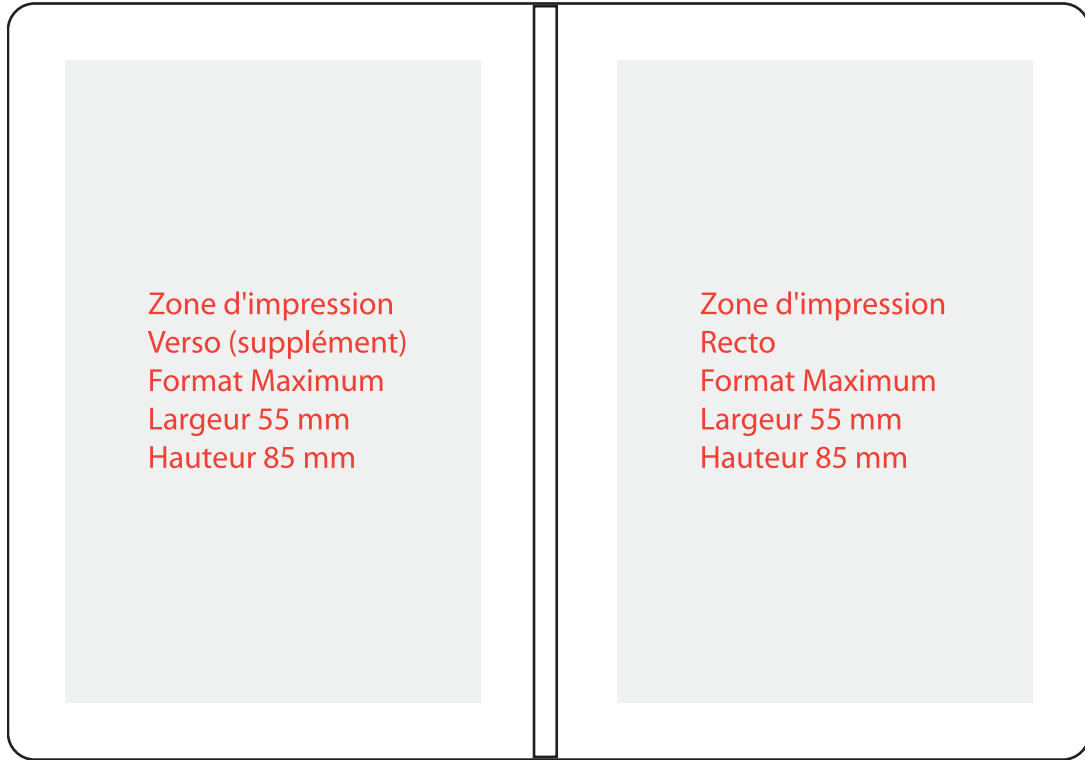 Zone d'impression
Verso (supplément)
Format Maximum
Largeur 55 mm
Hauteur 85 mm
Zone d'impression
Recto
Format Maximum
Largeur 55 mm
Hauteur 85 mm